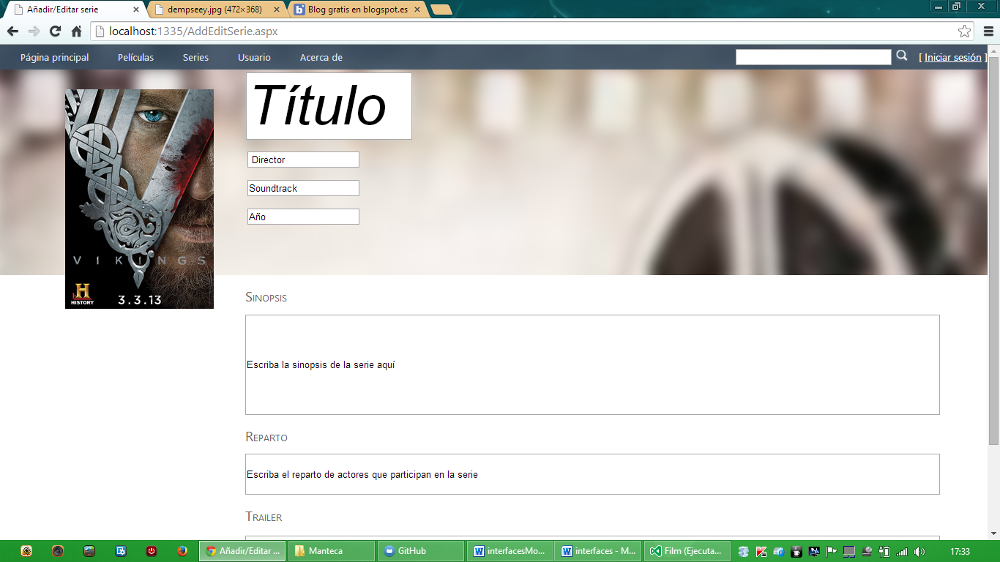 Añadir/Editar serie
dempseey.jpg (472×368)
Blog gratis en blogspot.es
localhost:1335/AddEditSerie.aspx
Página principal
Películas
Series
Usuario
Acerca de
[ Iniciar sesión ]
Título
Director
Soundtrack
Año
VIKINGS
H
HISTORY
3.3.13
Sinopsis
Escriba la sinopsis de la serie aquí
Reparto
Escriba el reparto de actores que participan en la serie
Trailer
Añadir/Editar ...
Manteca
GitHub
interfacesMo...
interfaces - M...
Film (Ejecuta...
17:33